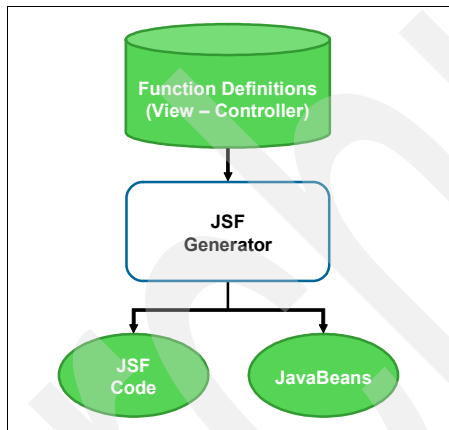 Function Definitions
(View – Controller)
JSF
Generator
JSF
Code
JavaBeans